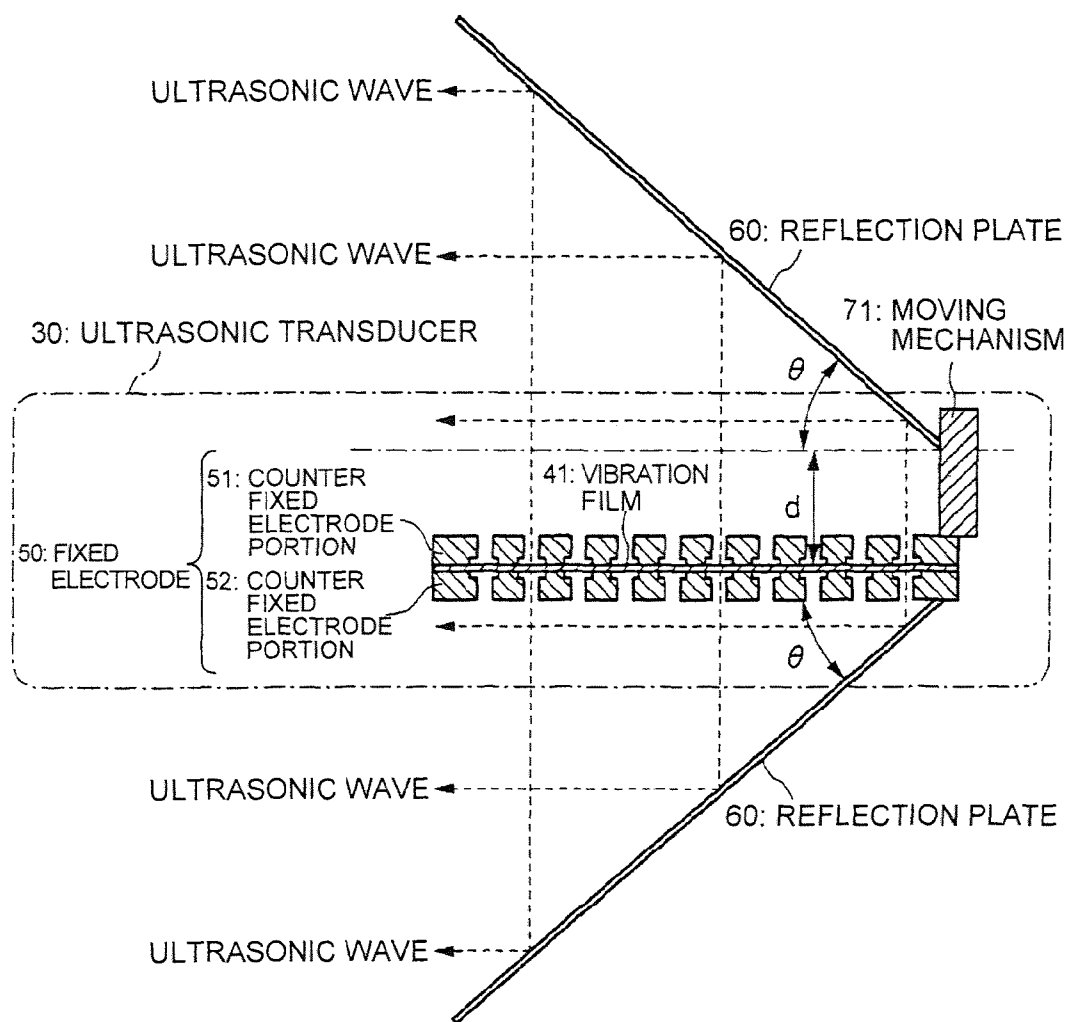 ULTRASONIC WAVE
ULTRASONIC WAVE
60: REFLECTION PLATE
71: MOVING
MECHANISM
30: ULTRASONIC TRANSDUCER
θ
51: COUNTER
FIXED
ELECTRODE
PORTION
41: VIBRATION
FILM
d
50: FIXED
ELECTRODE
52: COUNTER
FIXED
ELECTRODE
PORTION
θ
ULTRASONIC WAVE
60: REFLECTION PLATE
ULTRASONIC WAVE